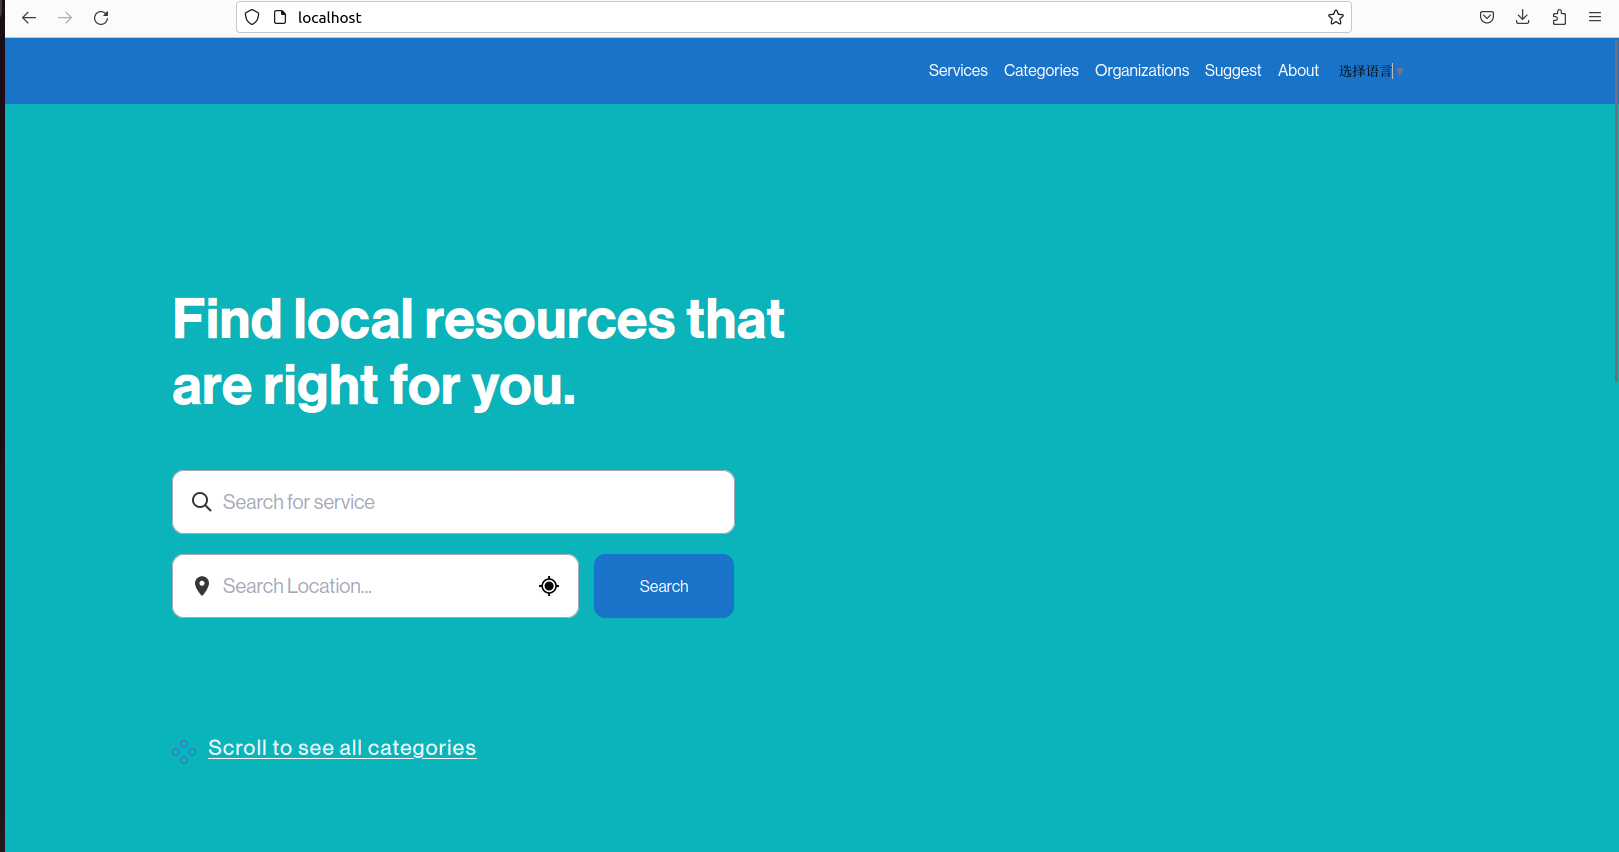 localhost
Services Categories Organizations Suggest About 选择语言 ▼
Find local resources that
are right for you.
Search for service
Search Location...
Search
Scroll to see all categories